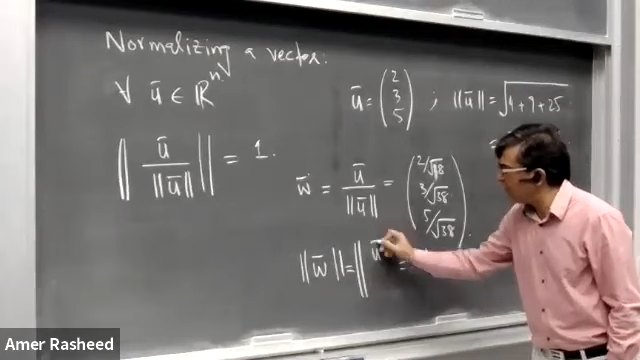 Normalizing a vector:
∀ ū ∈ ℝⁿ
‖ ū / ‖ū‖ ‖ = 1.
ū = (2 3 5) ; ‖ū‖ = √4 + 9 + 25
=
w̄ = ū / ‖ū‖ = (2/√38 3/√38 5/√38).
‖w̄‖ = ‖ ū =
Amer Rasheed